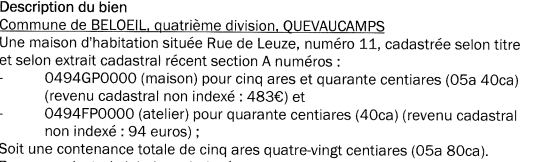 Description du bien
Commune de BELOEIL, quatrième division, QUEVAUCAMPS
Une maison d'habitation située Rue de Leuze, numéro 11, cadastrée selon titre
et selon extrait cadastral récent section A numéros :
- 0494GP0000 (maison) pour cinq ares et quarante centiares (05a 40ca)
(revenu cadastral non indexé : 483€) et
- 0494FP0000 (atelier) pour quarante centiares (40ca) (revenu cadastral
non indexé : 94 euros) ;
Soit une contenance totale de cinq ares quatre-vingt centiares (05a 80ca).